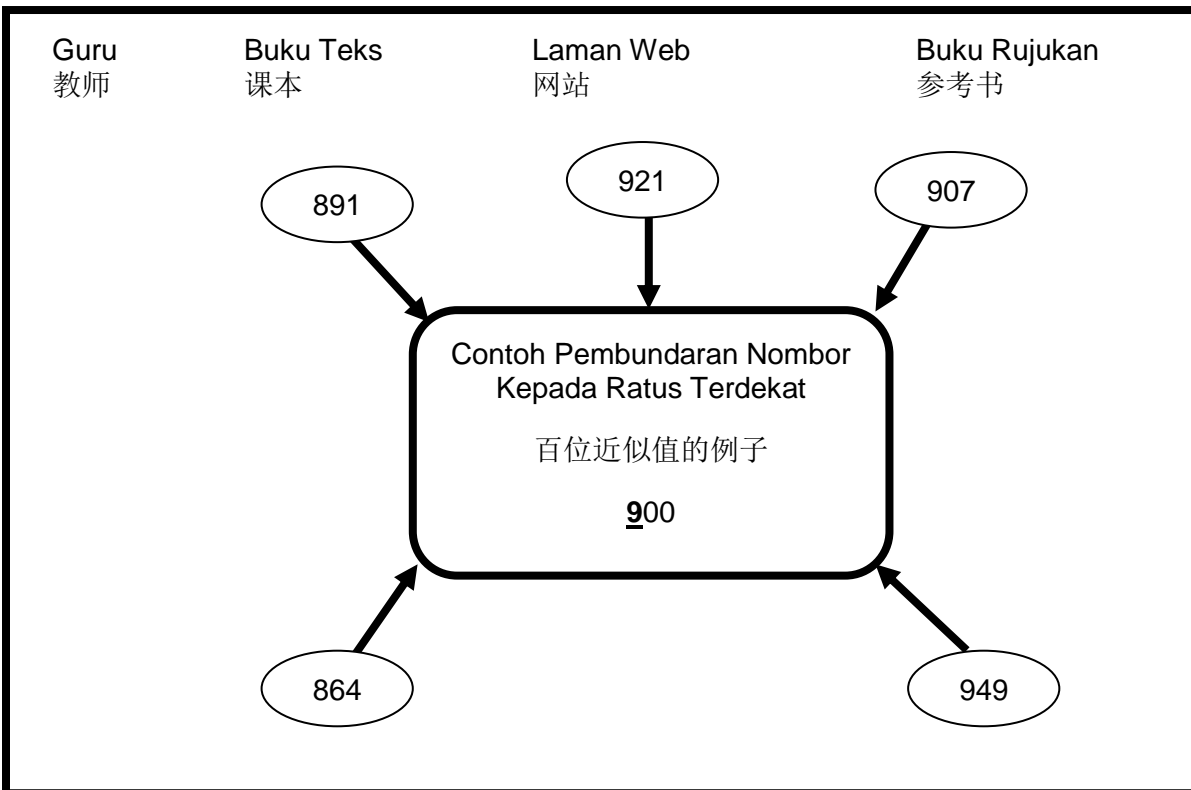 Guru Buku Teks Laman Web Buku Rujukan
教师 课本 网站 参考书
891 921 907
Contoh Pembundaran Nombor
Kepada Ratus Terdekat
百位近似值的例子
900
864 949